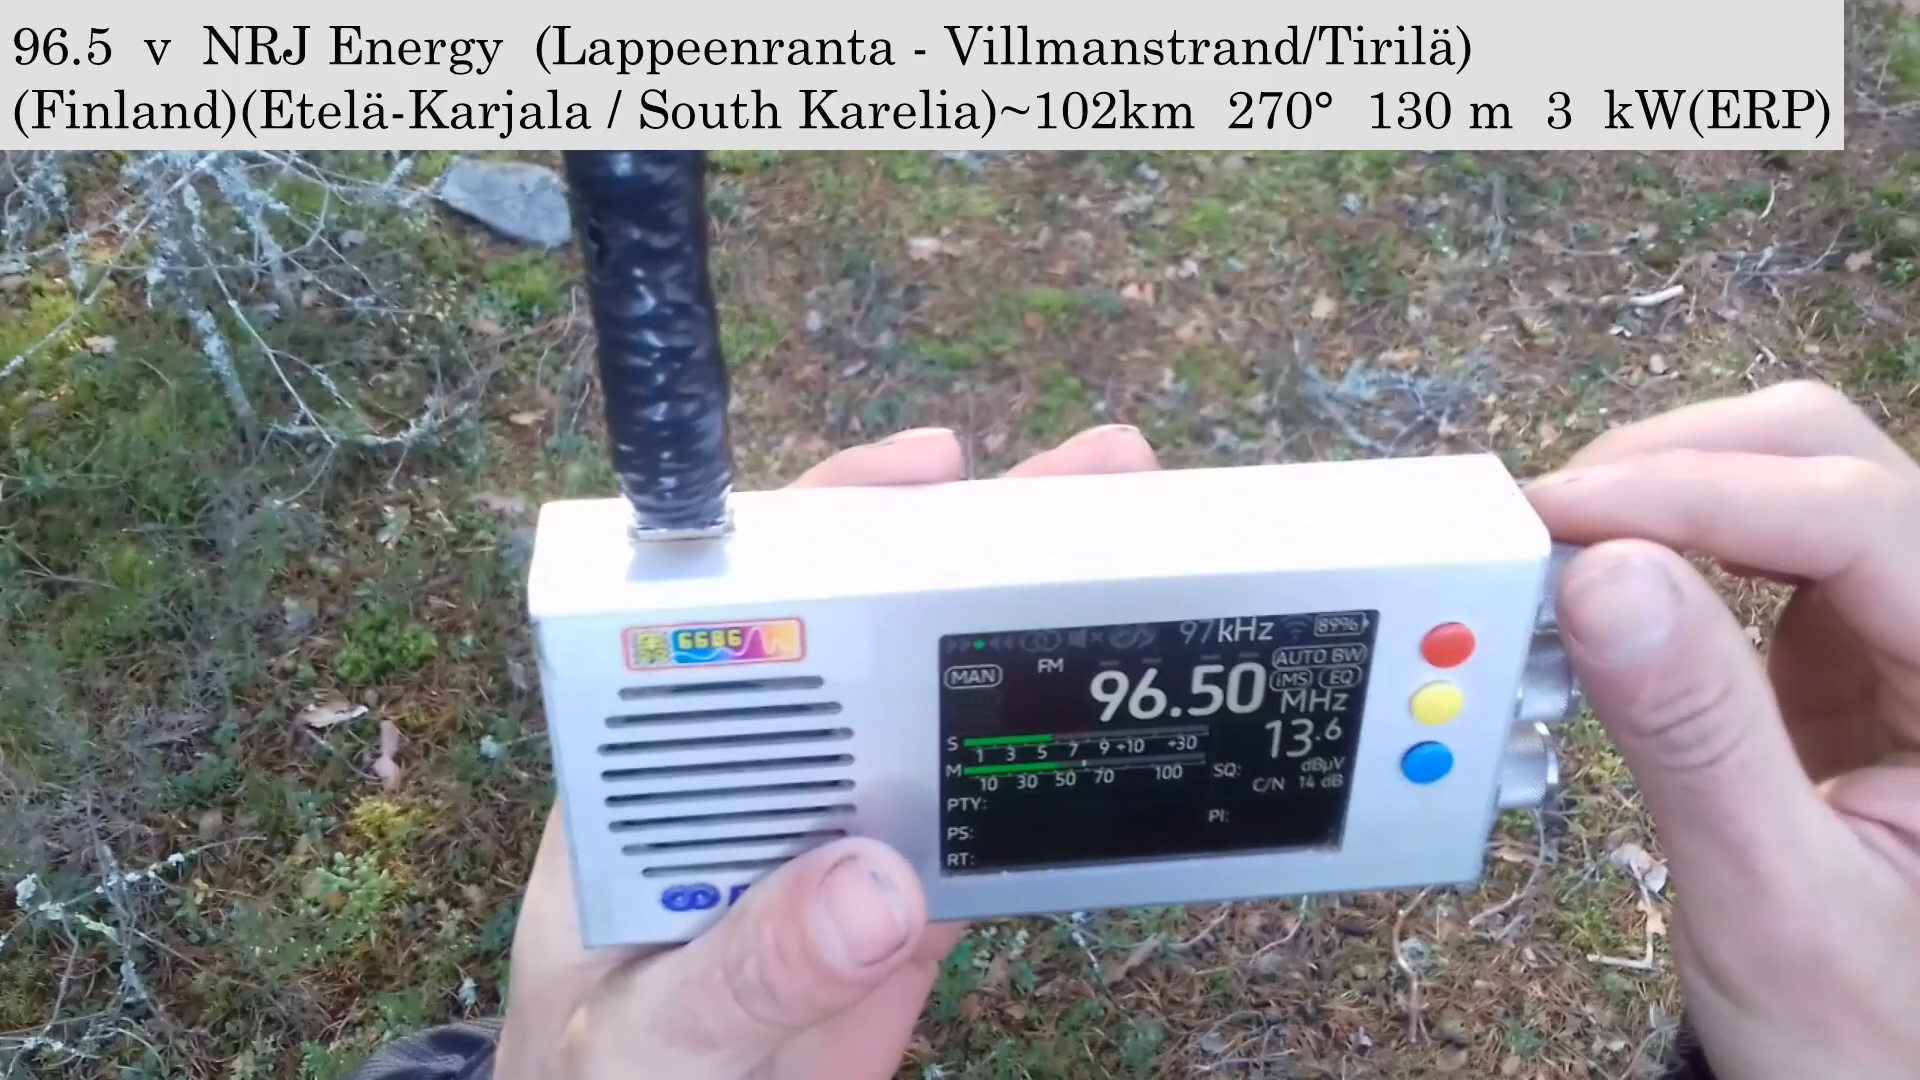 96.5 v NRJ Energy (Lappeenranta - Villmanstrand/Tirilä)
(Finland)(Etelä-Karjala / South Karelia)~102km 270° 130 m 3 kW(ERP)
6686
97kHz 89%
MAN FM 96.50 MHz AUTO BW
iMS EQ
S 1 3 5 7 9 +10 +30 13.6
M 10 30 50 70 100 SQ: dBµV
C/N 14 dB
PTY:
PS: PI:
RT: